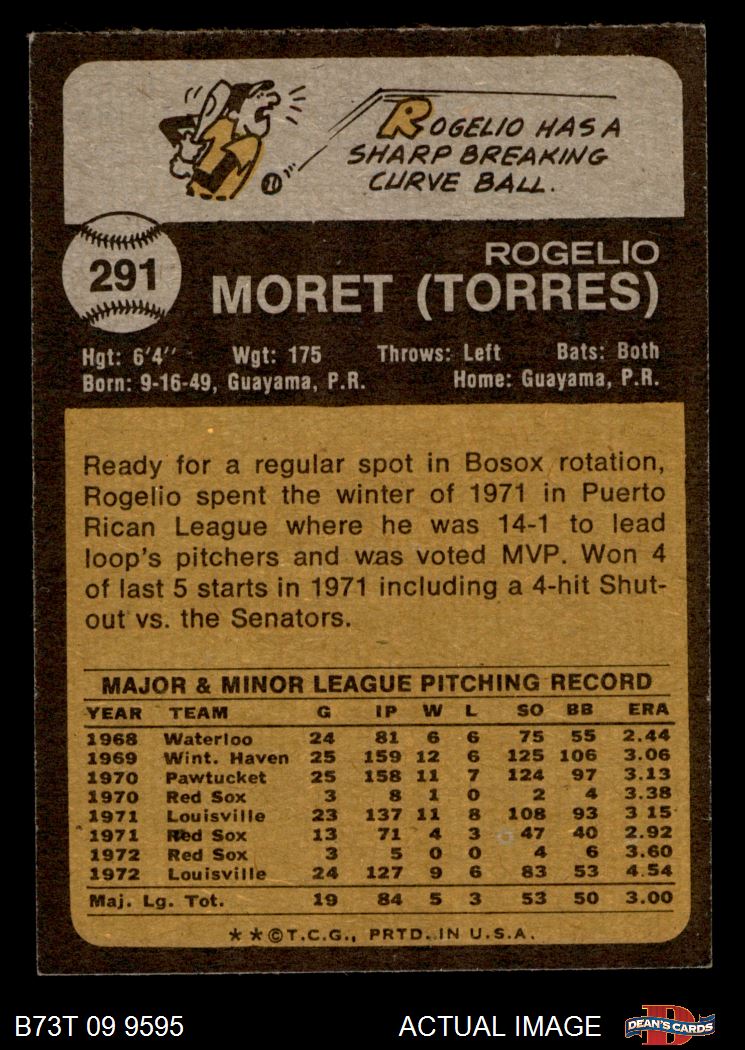 ROGELIO HAS A
SHARP BREAKING
CURVE BALL.
291
ROGELIO
MORET (TORRES)
Hgt: 6'4" Wgt: 175 Throws: Left Bats: Both
Born: 9-16-49, Guayama, P.R. Home: Guayama, P.R.
Ready for a regular spot in Bosox rotation,
Rogelio spent the winter of 1971 in Puerto
Rican League where he was 14-1 to lead
loop's pitchers and was voted MVP. Won 4
of last 5 starts in 1971 including a 4-hit Shut-
out vs. the Senators.
MAJOR & MINOR LEAGUE PITCHING RECORD
YEAR TEAM G IP W L SO BB ERA
1968 Waterloo 24 81 6 6 75 55 2.44
1969 Wint. Haven 25 159 12 6 125 106 3.06
1970 Pawtucket 25 158 11 7 124 97 3.13
1970 Red Sox 3 8 1 0 2 4 3.38
1971 Louisville 23 137 11 8 108 93 3 15
1971 Red Sox 13 71 4 3 47 40 2.92
1972 Red Sox 3 5 0 0 4 6 3.60
1972 Louisville 24 127 9 6 83 53 4.54
Maj. Lg. Tot. 19 84 5 3 53 50 3.00
★ ★ © T.C.G., PRTD. IN U.S.A.
B73T 09 9595 ACTUAL IMAGE
D
DEAN'S CARDS